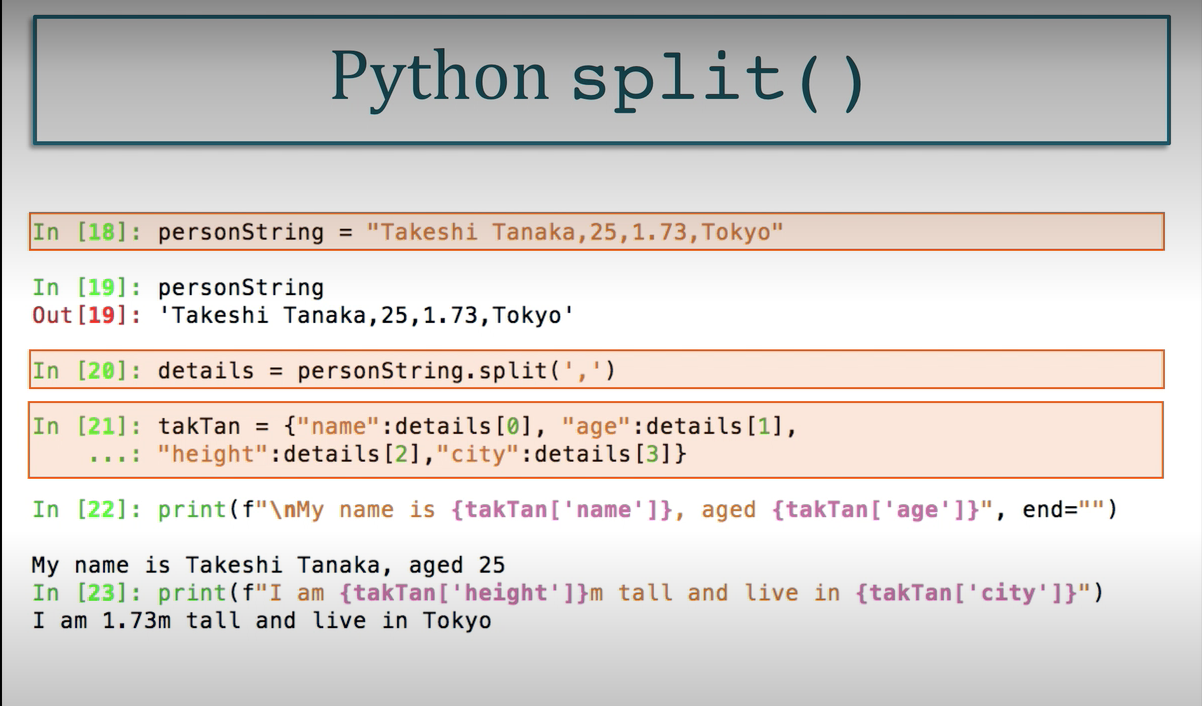 Python split()
In [18]: personString = "Takeshi Tanaka,25,1.73,Tokyo"
In [19]: personString
Out[19]: 'Takeshi Tanaka,25,1.73,Tokyo'
In [20]: details = personString.split(',')
In [21]: takTan = {"name":details[0], "age":details[1],
...: "height":details[2],"city":details[3]}
In [22]: print(f"\nMy name is {takTan['name']}, aged {takTan['age']}", end="")
My name is Takeshi Tanaka, aged 25
In [23]: print(f"I am {takTan['height']}m tall and live in {takTan['city']}")
I am 1.73m tall and live in Tokyo